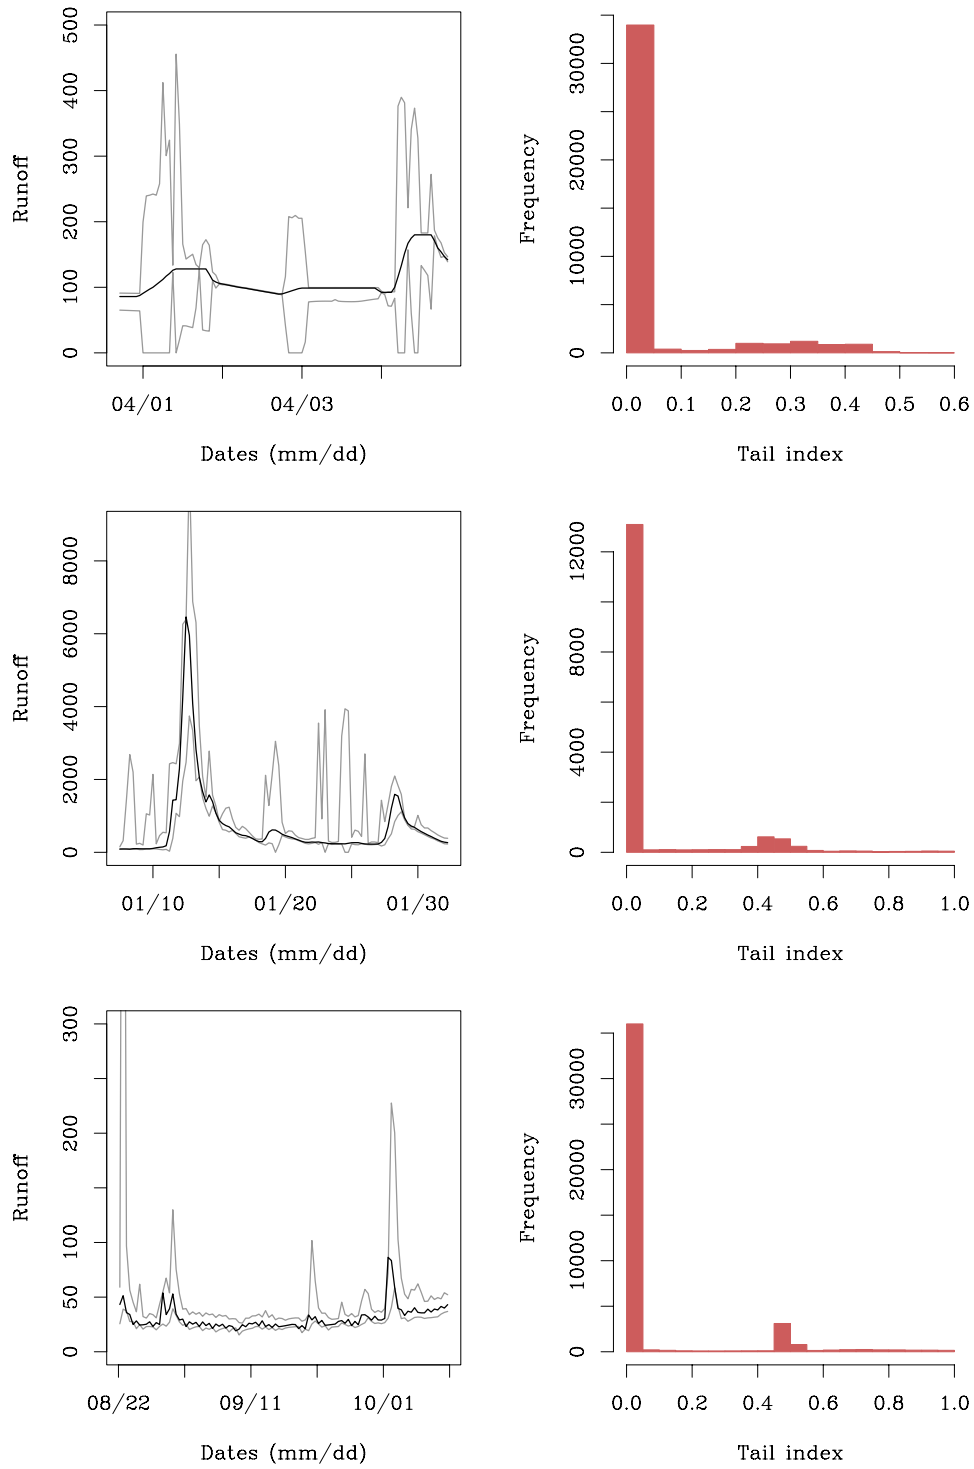 500
400
300
200
100
0
Runoff
04/01 04/03
Dates (mm/dd)
30000
20000
10000
0
Frequency
0.0 0.1 0.2 0.3 0.4 0.5 0.6
Tail index
8000
6000
4000
2000
0
Runoff
01/10 01/20 01/30
Dates (mm/dd)
12000
8000
4000
0
Frequency
0.0 0.2 0.4 0.6 0.8 1.0
Tail index
300
200
100
50
0
Runoff
08/22 09/11 10/01
Dates (mm/dd)
30000
20000
10000
0
Frequency
0.0 0.2 0.4 0.6 0.8 1.0
Tail index